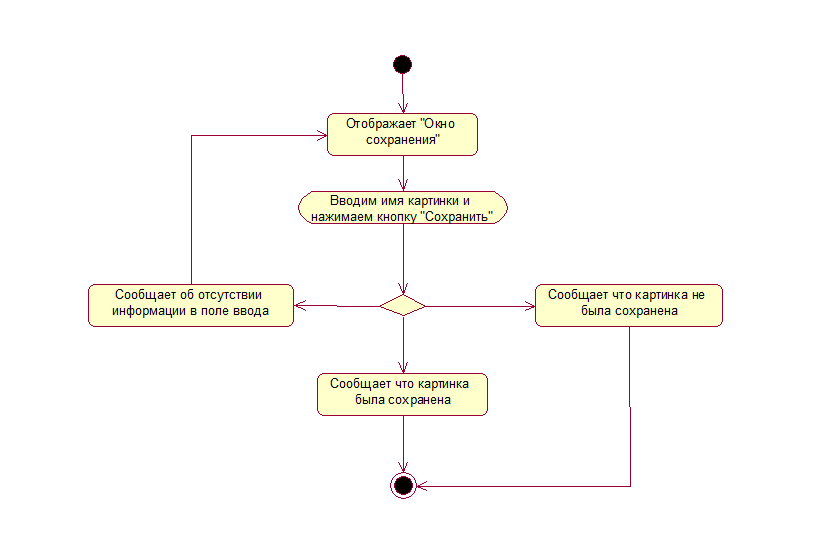 Отображает "Окно
сохранения"
Вводим имя картинки и
нажимаем кнопку "Сохранить"
Сообщает об отсутствии
информации в поле ввода
Сообщает что картинка не
была сохранена
Сообщает что картинка
была сохранена